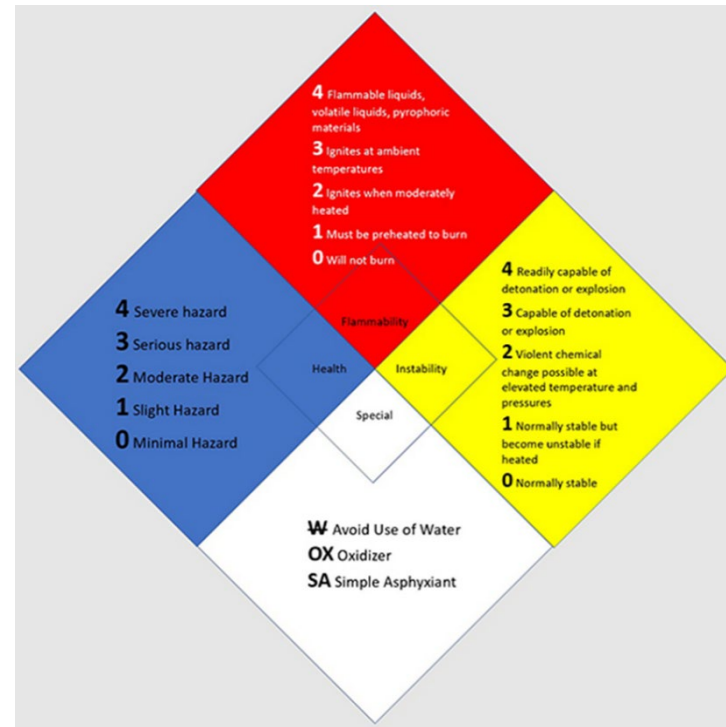 4 Flammable liquids,
volatile liquids, pyrophoric
materials
3 Ignites at ambient
temperatures
2 Ignites when moderately
heated
1 Must be preheated to burn
0 Will not burn
Flammability
4 Severe hazard
3 Serious hazard
2 Moderate Hazard
1 Slight Hazard
0 Minimal Hazard
Health
4 Readily capable of
detonation or explosion
3 Capable of detonation
or explosion
2 Violent chemical
change possible at
elevated temperature and
pressures
1 Normally stable but
become unstable if
heated
0 Normally stable
Instability
Special
W Avoid Use of Water
OX Oxidizer
SA Simple Asphyxiant